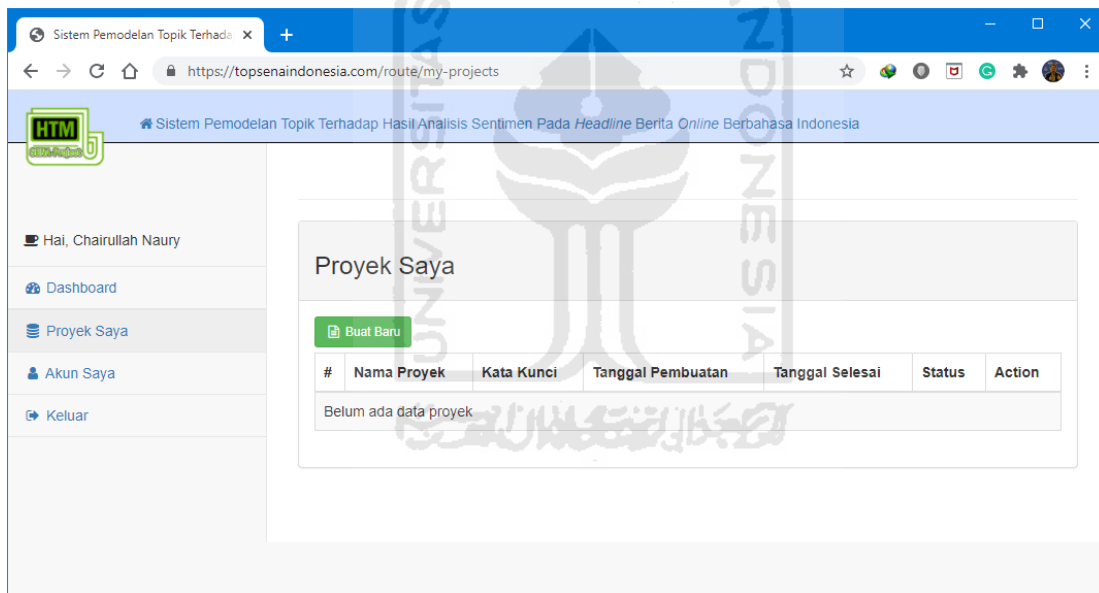 Sistem Pemodelan Topik Terhada
https://topsenaindonesia.com/route/my-projects
HTM
Sistem Pemodelan Topik Terhadap Hasil Analisis Sentimen Pada Headline Berita Online Berbahasa Indonesia
Hai, Chairullah Naury
Dashboard
Proyek Saya
Akun Saya
Keluar
Proyek Saya
Buat Baru
# Nama Proyek Kata Kunci Tanggal Pembuatan Tanggal Selesai Status Action
Belum ada data proyek
UNIVERSITAS
INDONESIA